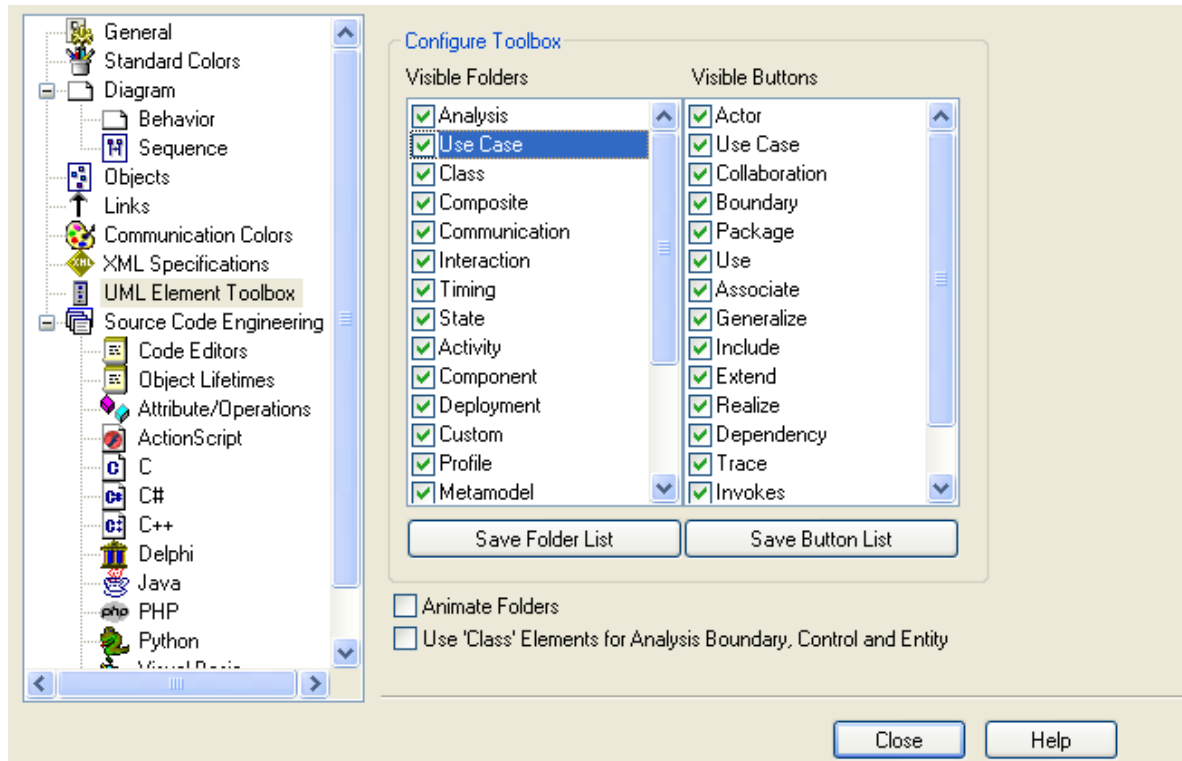 General
Standard Colors
Diagram
Behavior
Sequence
Objects
Links
Communication Colors
XML Specifications
UML Element Toolbox
Source Code Engineering
Code Editors
Object Lifetimes
Attribute/Operations
ActionScript
C
C#
C++
Delphi
Java
PHP
Python
Configure Toolbox
Visible Folders
Analysis
Use Case
Class
Composite
Communication
Interaction
Timing
State
Activity
Component
Deployment
Custom
Profile
Metamodel
Save Folder List
Visible Buttons
Actor
Use Case
Collaboration
Boundary
Package
Use
Associate
Generalize
Include
Extend
Realize
Dependency
Trace
Invokes
Save Button List
Animate Folders
Use 'Class' Elements for Analysis Boundary, Control and Entity
Close
Help